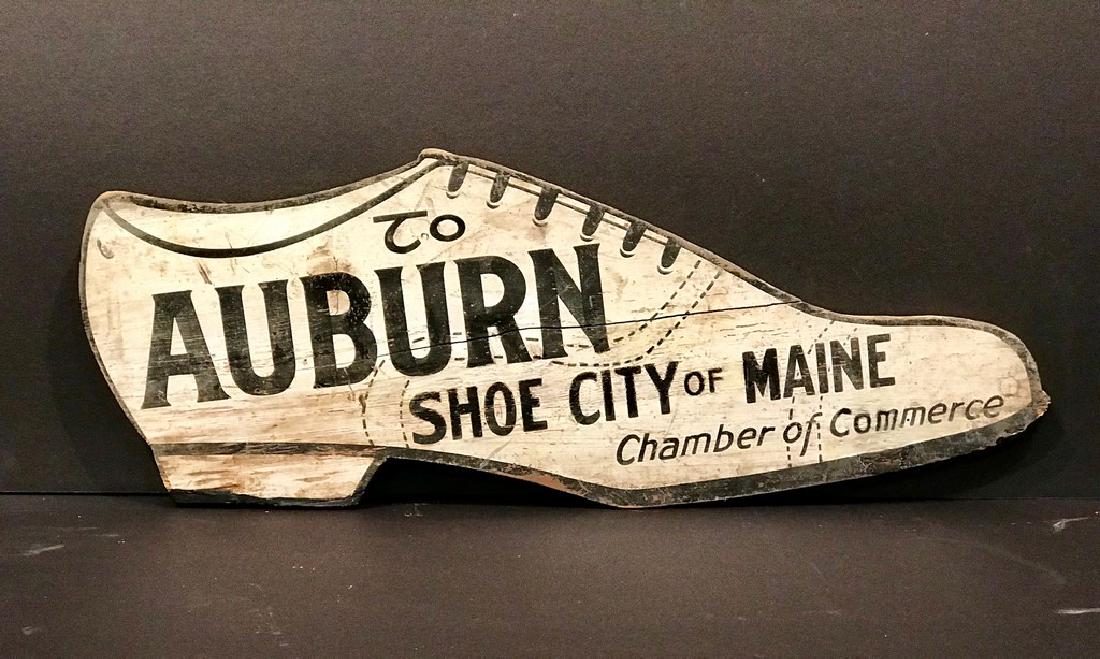 To
AUBURN
SHOE CITY OF MAINE
Chamber of Commerce